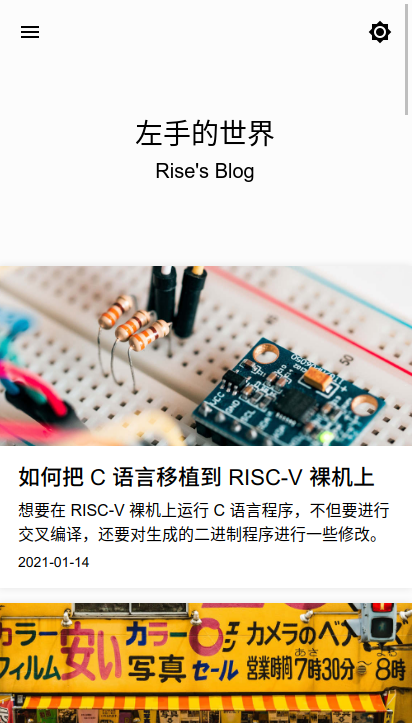 左手的世界
Rise's Blog
如何把 C 语言移植到 RISC-V 裸机上
想要在 RISC-V 裸机上运行 C 语言程序，不但要进行
交叉编译，还要对生成的二进制程序进行一些修改。
2021-01-14
カラー 安い カラー カメラの
フィルム 写真 セール 営業時間7時30分 8時